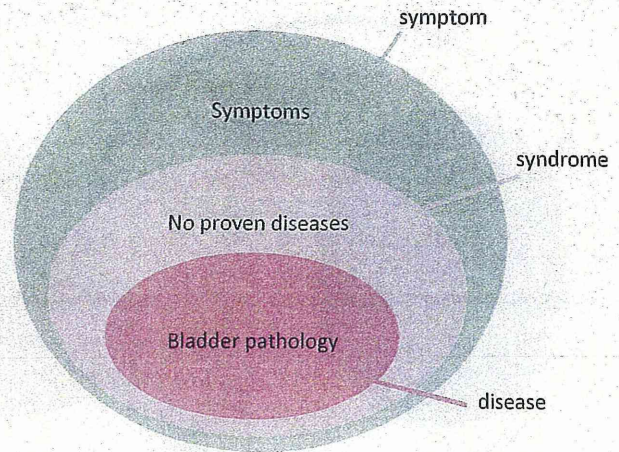 symptom
Symptoms
syndrome
No proven diseases
Bladder pathology
disease